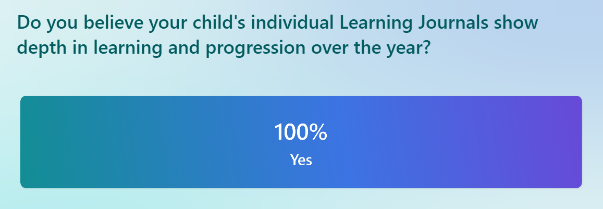 Do you believe your child's individual Learning Journals show
depth in learning and progression over the year?
100%
Yes